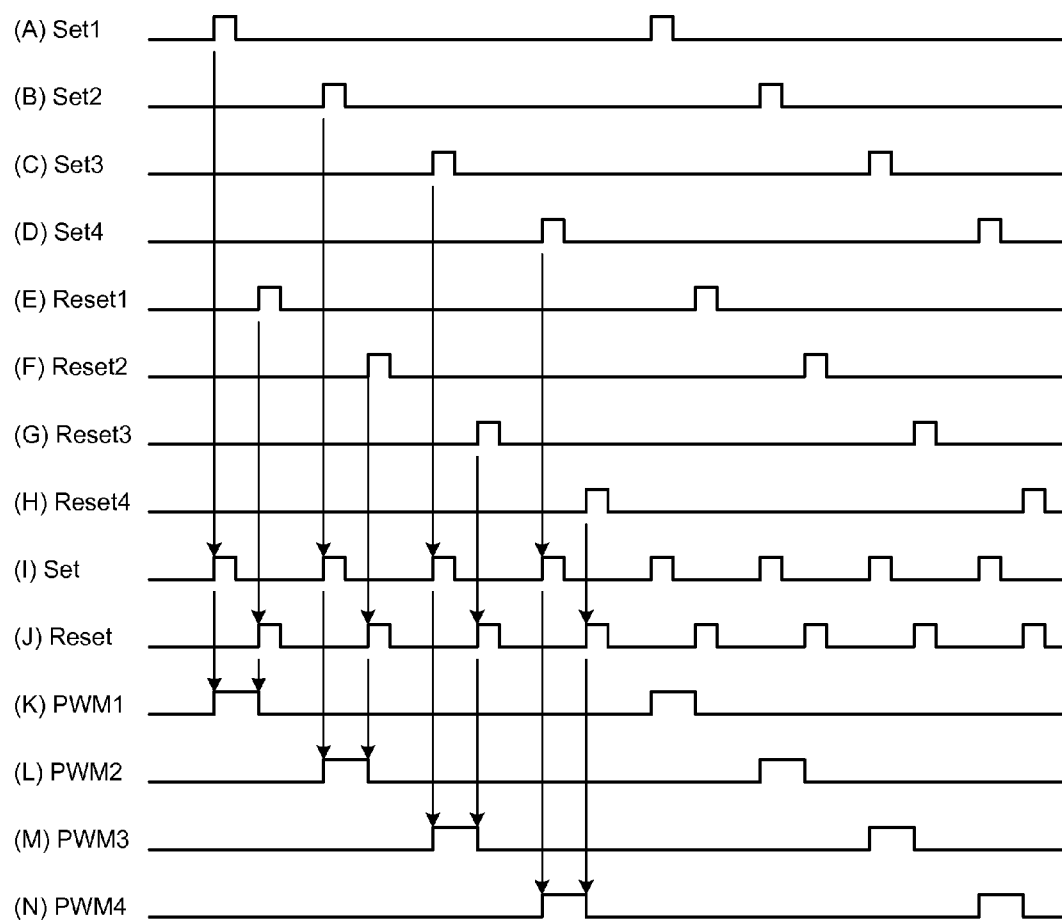 (A) Set1
(B) Set2
(C) Set3
(D) Set4
(E) Reset1
(F) Reset2
(G) Reset3
(H) Reset4
(I) Set
(J) Reset
(K) PWM1
(L) PWM2
(M) PWM3
(N) PWM4